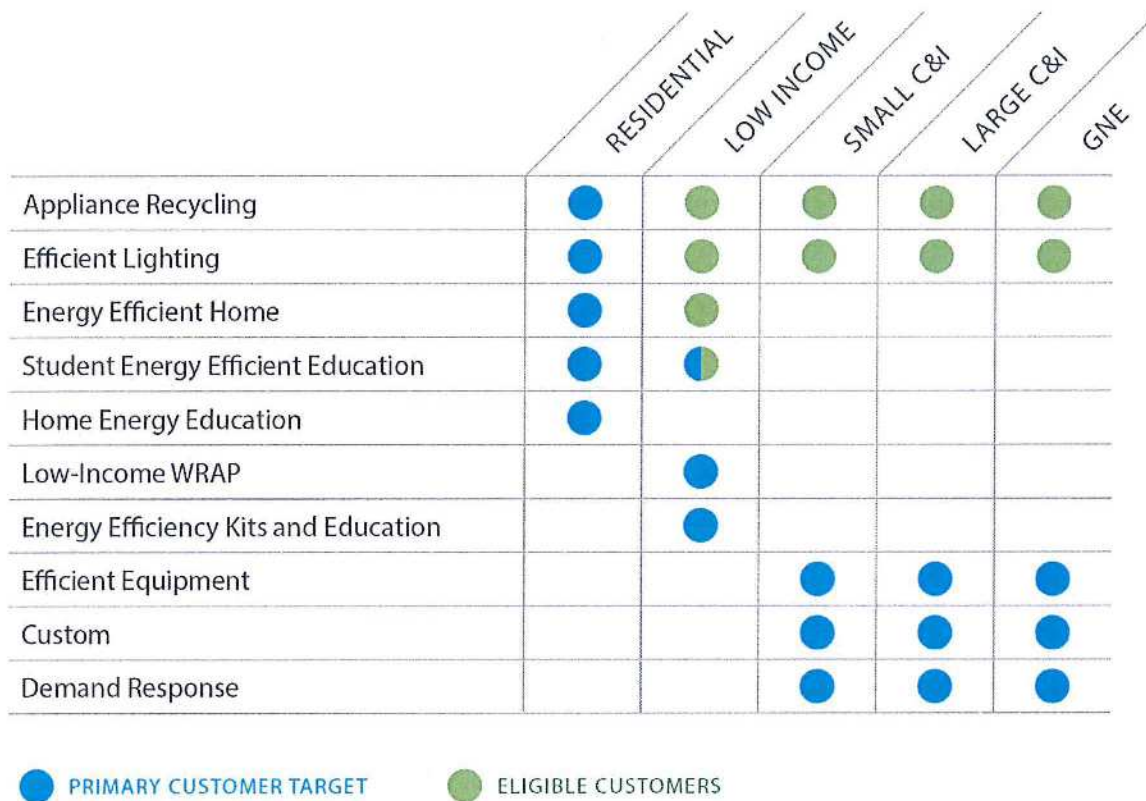 RESIDENTIAL
LOW INCOME
SMALL C&I
LARGE C&I
GNE
Appliance Recycling
Efficient Lighting
Energy Efficient Home
Student Energy Efficient Education
Home Energy Education
Low-Income WRAP
Energy Efficiency Kits and Education
Efficient Equipment
Custom
Demand Response
PRIMARY CUSTOMER TARGET
ELIGIBLE CUSTOMERS